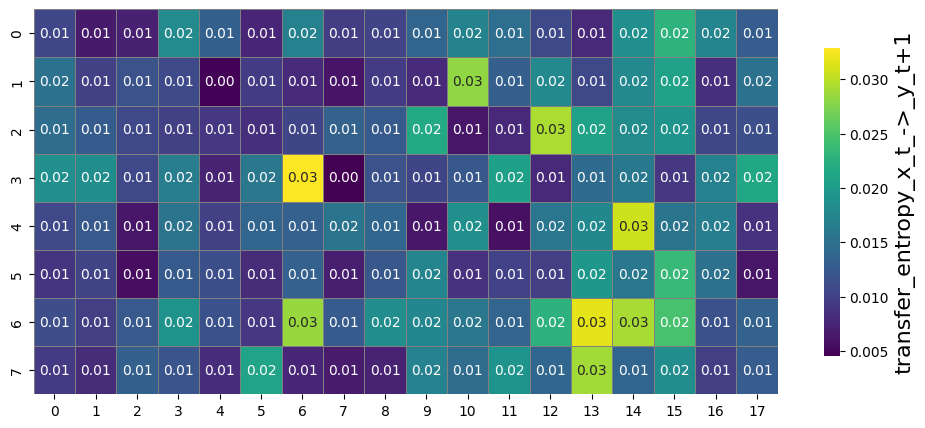 0 0.01 0.01 0.01 0.02 0.01 0.01 0.02 0.01 0.01 0.01 0.02 0.01 0.01 0.01 0.02 0.02 0.02 0.01
1 0.02 0.01 0.01 0.01 0.00 0.01 0.01 0.01 0.01 0.01 0.03 0.01 0.02 0.01 0.02 0.02 0.01 0.02
2 0.01 0.01 0.01 0.01 0.01 0.01 0.01 0.01 0.01 0.02 0.01 0.01 0.03 0.02 0.02 0.02 0.01 0.01
3 0.02 0.02 0.01 0.02 0.01 0.02 0.03 0.00 0.01 0.01 0.01 0.02 0.01 0.01 0.02 0.01 0.02 0.02
4 0.01 0.01 0.01 0.02 0.01 0.01 0.01 0.02 0.01 0.01 0.02 0.01 0.02 0.02 0.03 0.02 0.02 0.01
5 0.01 0.01 0.01 0.01 0.01 0.01 0.01 0.01 0.01 0.02 0.01 0.01 0.01 0.02 0.02 0.02 0.01 0.01
6 0.01 0.01 0.01 0.02 0.01 0.01 0.03 0.01 0.02 0.02 0.02 0.01 0.02 0.03 0.03 0.02 0.01 0.01
7 0.01 0.01 0.01 0.01 0.01 0.02 0.01 0.01 0.01 0.02 0.01 0.02 0.01 0.03 0.01 0.02 0.01 0.01
0 1 2 3 4 5 6 7 8 9 10 11 12 13 14 15 16 17
0.030
0.025
0.020
0.015
0.010
0.005
transfer_entropy_x_t_->_y_t+1